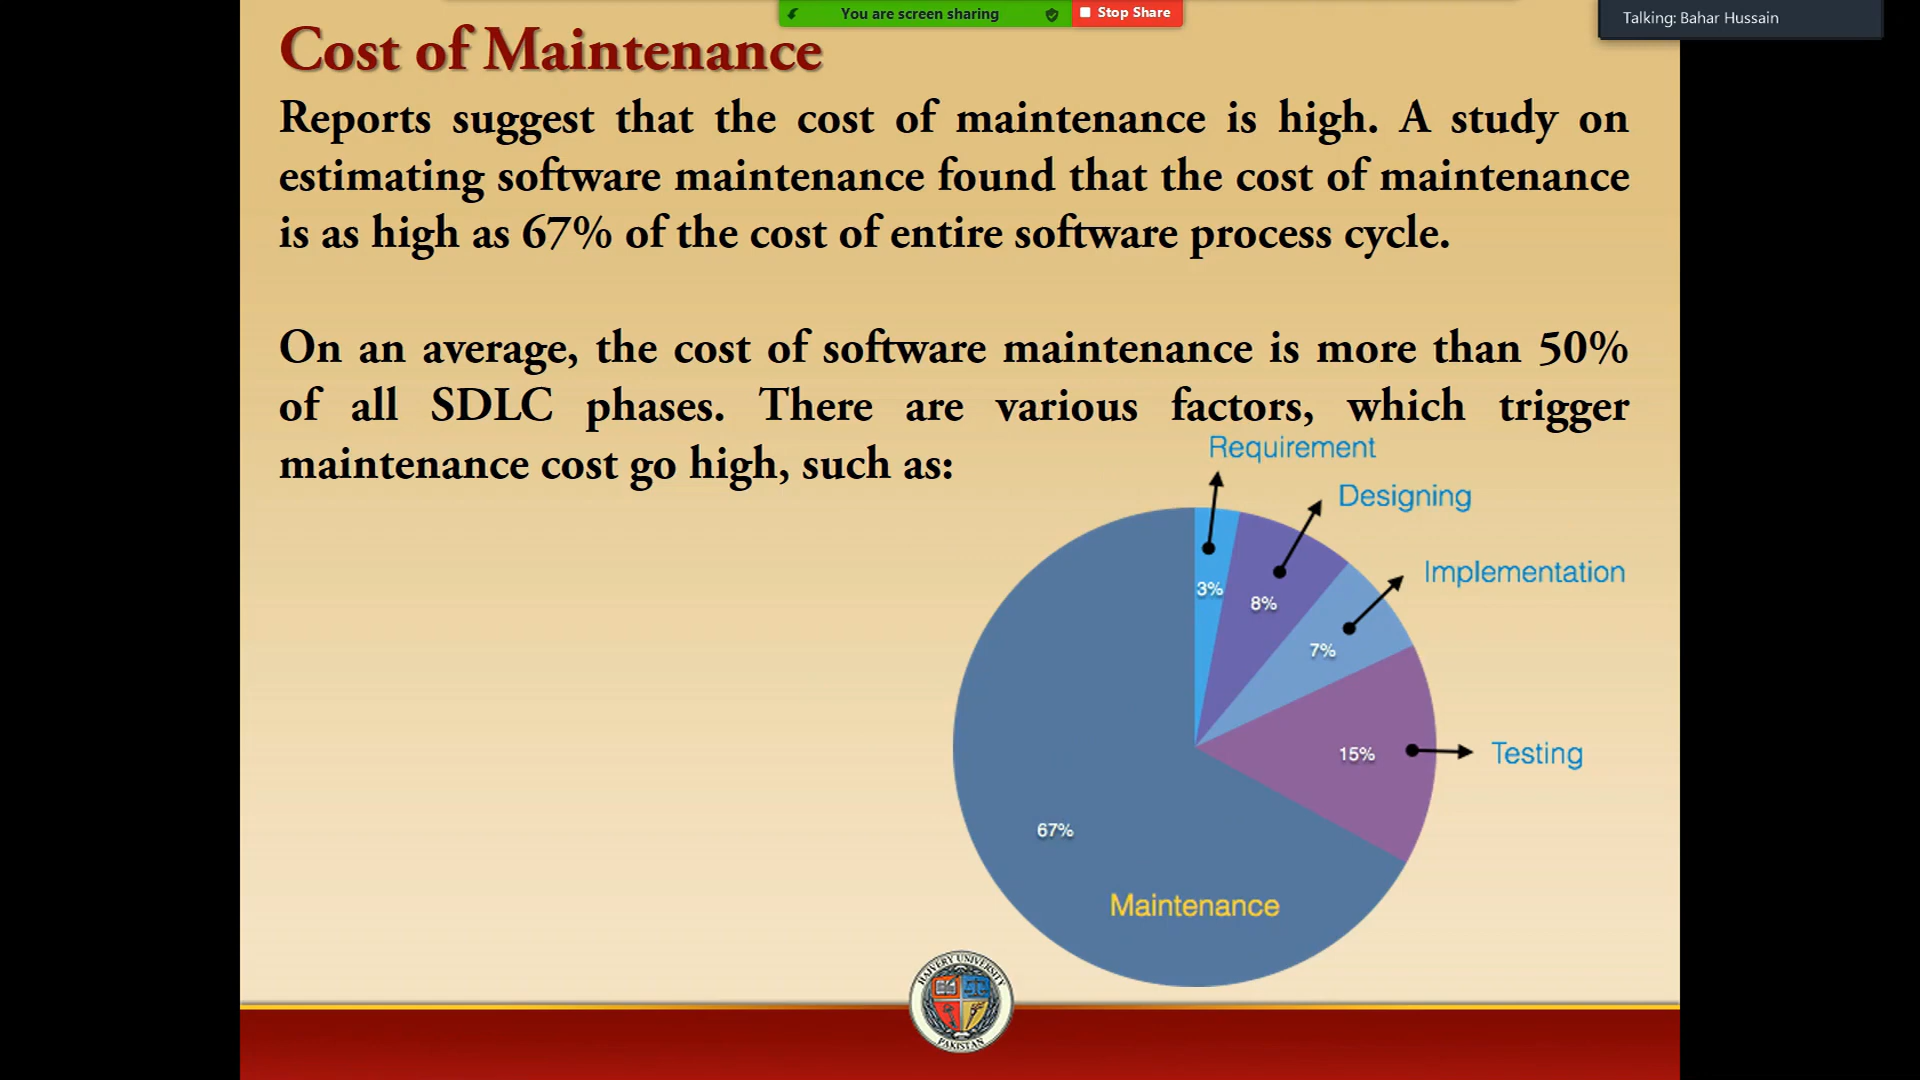 You are screen sharing
Stop Share
Talking: Bahar Hussain
Cost of Maintenance
Reports suggest that the cost of maintenance is high. A study on
estimating software maintenance found that the cost of maintenance
is as high as 67% of the cost of entire software process cycle.
On an average, the cost of software maintenance is more than 50%
of all SDLC phases. There are various factors, which trigger
maintenance cost go high, such as:
Requirement
Designing
Implementation
3%
8%
7%
15%
Testing
67%
Maintenance
UNIVERSITY
PAKISTAN